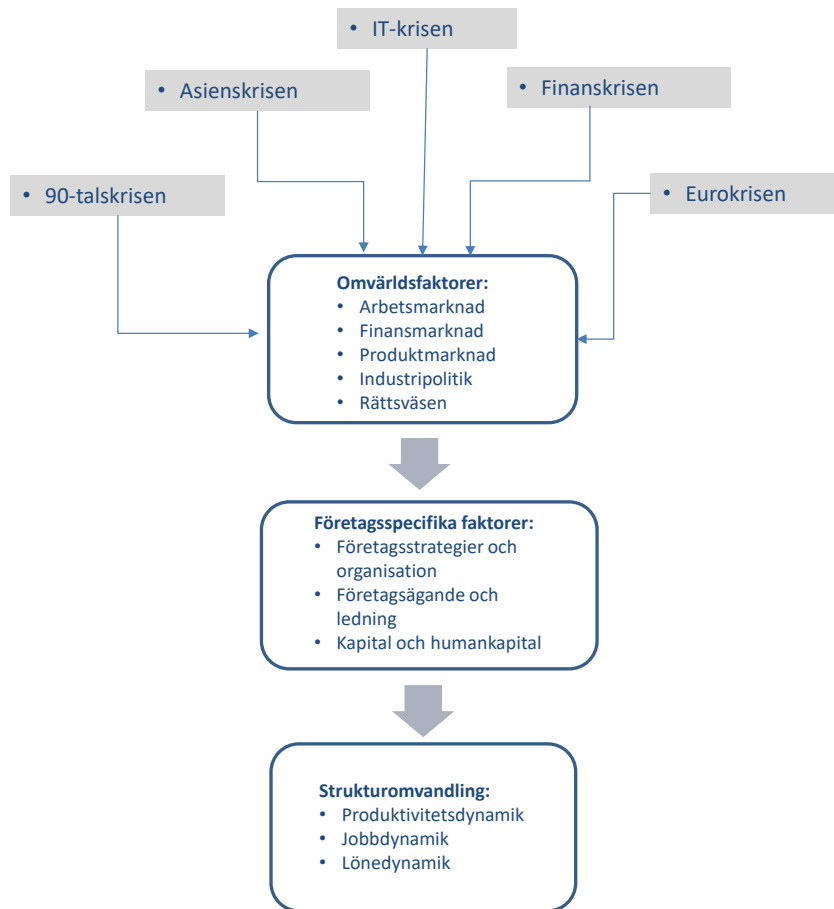 • IT-krisen
• Asienskrisen
• Finanskrisen
• 90-talskrisen
• Eurokrisen
Omvärldsfaktorer:
• Arbetsmarknad
• Finansmarknad
• Produktmarknad
• Industripolitik
• Rättsväsen
Företagsspecifika faktorer:
• Företagsstrategier och
organisation
• Företagsägande och
ledning
• Kapital och humankapital
Strukturomvandling:
• Produktivitetsdynamik
• Jobbdynamik
• Lönedynamik